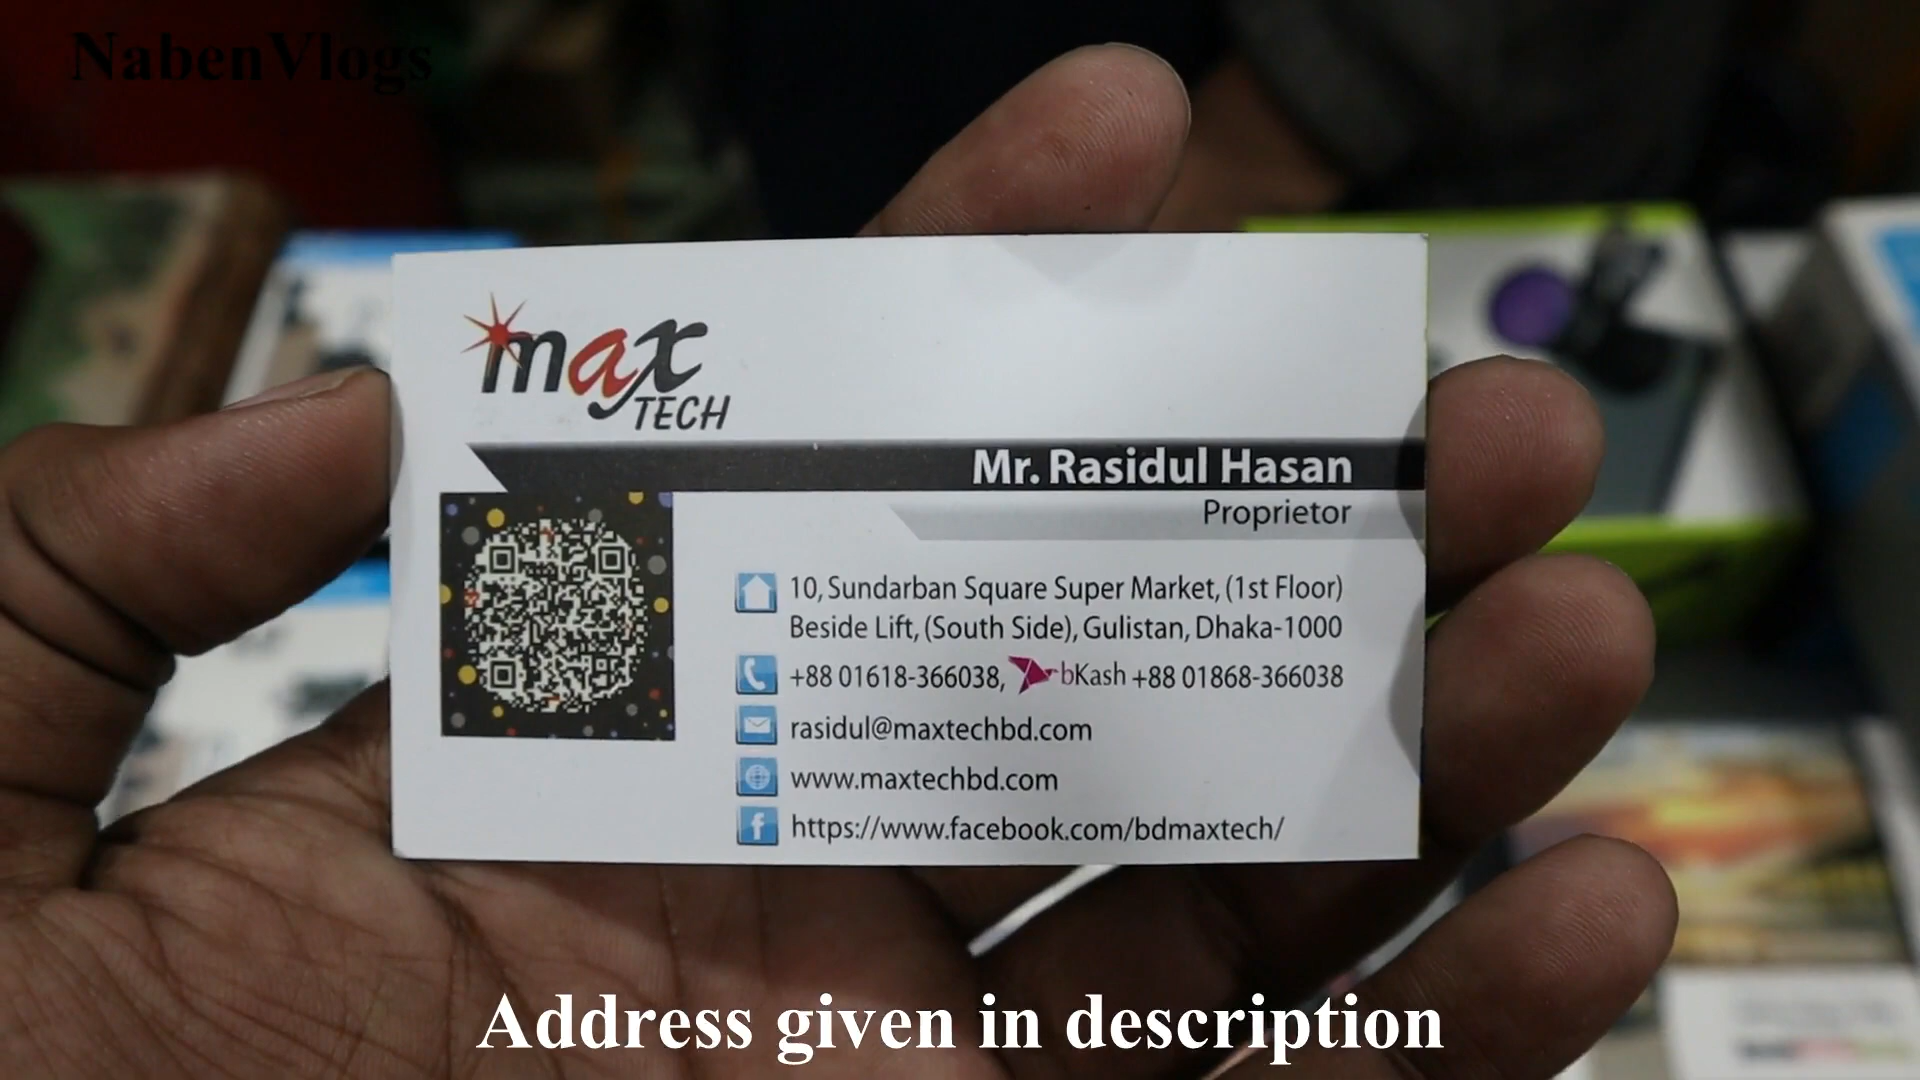 NabenVlogs
max
TECH
Mr. Rasidul Hasan
Proprietor
10, Sundarban Square Super Market, (1st Floor)
Beside Lift, (South Side), Gulistan, Dhaka-1000
+88 01618-366038, bKash +88 01868-366038
rasidul@maxtechbd.com
www.maxtechbd.com
https://www.facebook.com/bdmaxtech/
Address given in description